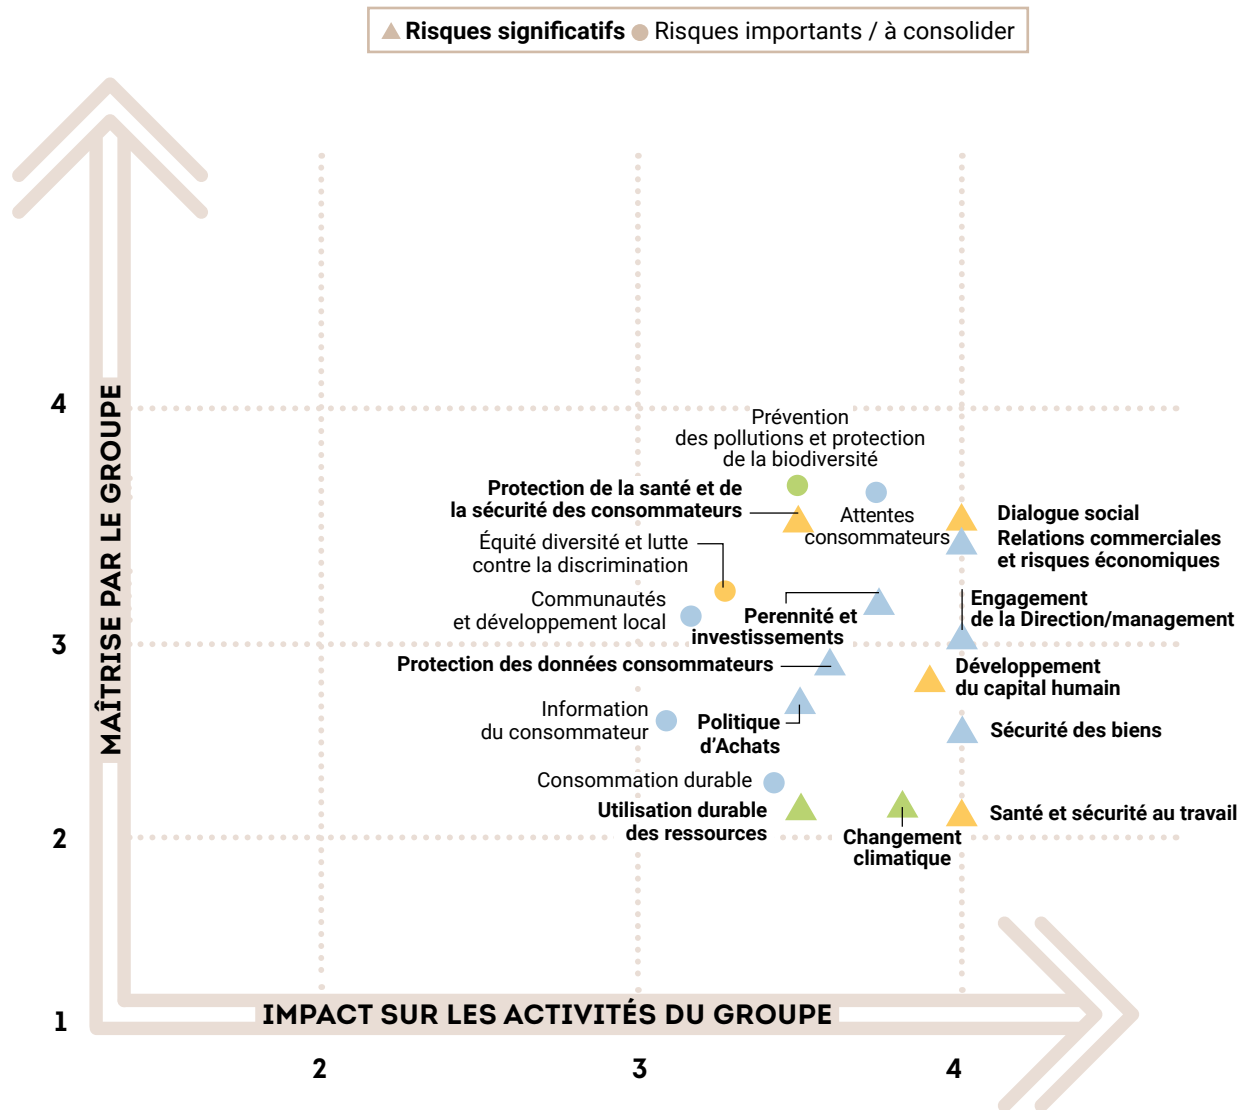 Risques significatifs Risques importants / à consolider
MAÎTRISE PAR LE GROUPE
4
3
2
1
Prévention
des pollutions et protection
de la biodiversité
Protection de la santé et de
la sécurité des consommateurs
Attentes
consommateurs
Dialogue social
Relations commerciales
et risques économiques
Équité diversité et lutte
contre la discrimination
Communautés
et développement local
Perennité et
investissements
Engagement
de la Direction/management
Protection des données consommateurs
Développement
du capital humain
Information
du consommateur
Politique
d’Achats
Sécurité des biens
Consommation durable
Utilisation durable
des ressources
Changement
climatique
Santé et sécurité au travail
IMPACT SUR LES ACTIVITÉS DU GROUPE
2
3
4